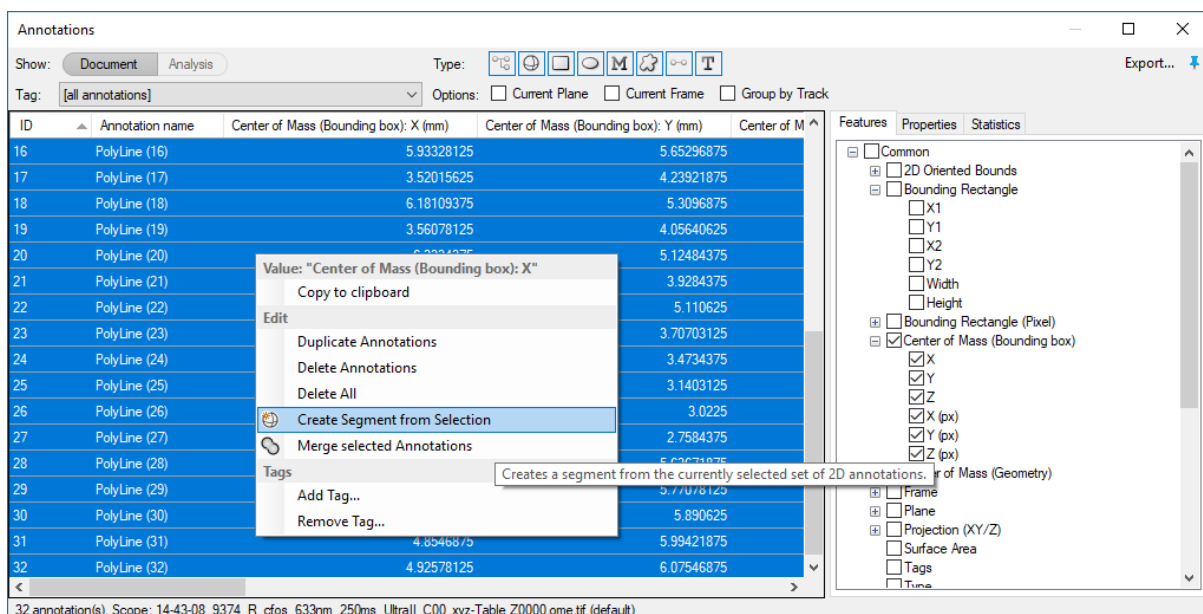 Annotations
Show: Document Analysis Type: M T Export...
Tag: [all annotations] Options: Current Plane Current Frame Group by Track
ID Annotation name Center of Mass (Bounding box): X (mm) Center of Mass (Bounding box): Y (mm) Center of M
16 PolyLine (16) 5.93328125 5.65296875
17 PolyLine (17) 3.52015625 4.23921875
18 PolyLine (18) 6.18109375 5.3096875
19 PolyLine (19) 3.56078125 4.05640625
20 PolyLine (20) 5.12484375
21 PolyLine (21) 3.9284375
22 PolyLine (22) 5.110625
23 PolyLine (23) 3.70703125
24 PolyLine (24) 3.4734375
25 PolyLine (25) 3.1403125
26 PolyLine (26) 3.0225
27 PolyLine (27) 2.7584375
28 PolyLine (28)
29 PolyLine (29) 5.77078125
30 PolyLine (30) 5.890625
31 PolyLine (31) 4.8546875 5.99421875
32 PolyLine (32) 4.92578125 6.07546875
Value: "Center of Mass (Bounding box): X"
Copy to clipboard
Edit
Duplicate Annotations
Delete Annotations
Delete All
Create Segment from Selection
Merge selected Annotations
Tags
Add Tag...
Remove Tag...
Creates a segment from the currently selected set of 2D annotations.
Features Properties Statistics
Common
2D Oriented Bounds
Bounding Rectangle
X1
Y1
X2
Y2
Width
Height
Bounding Rectangle (Pixel)
Center of Mass (Bounding box)
X
Y
Z
X (px)
Y (px)
Z (px)
of Mass (Geometry)
Frame
Plane
Projection (XY/Z)
Surface Area
Tags
Type
32 annotation(s), Scope: 14-43-08_9374_R_cfos_633nm_250ms_UltraII_C00_xyz-Table Z0000.ome.tif (default)